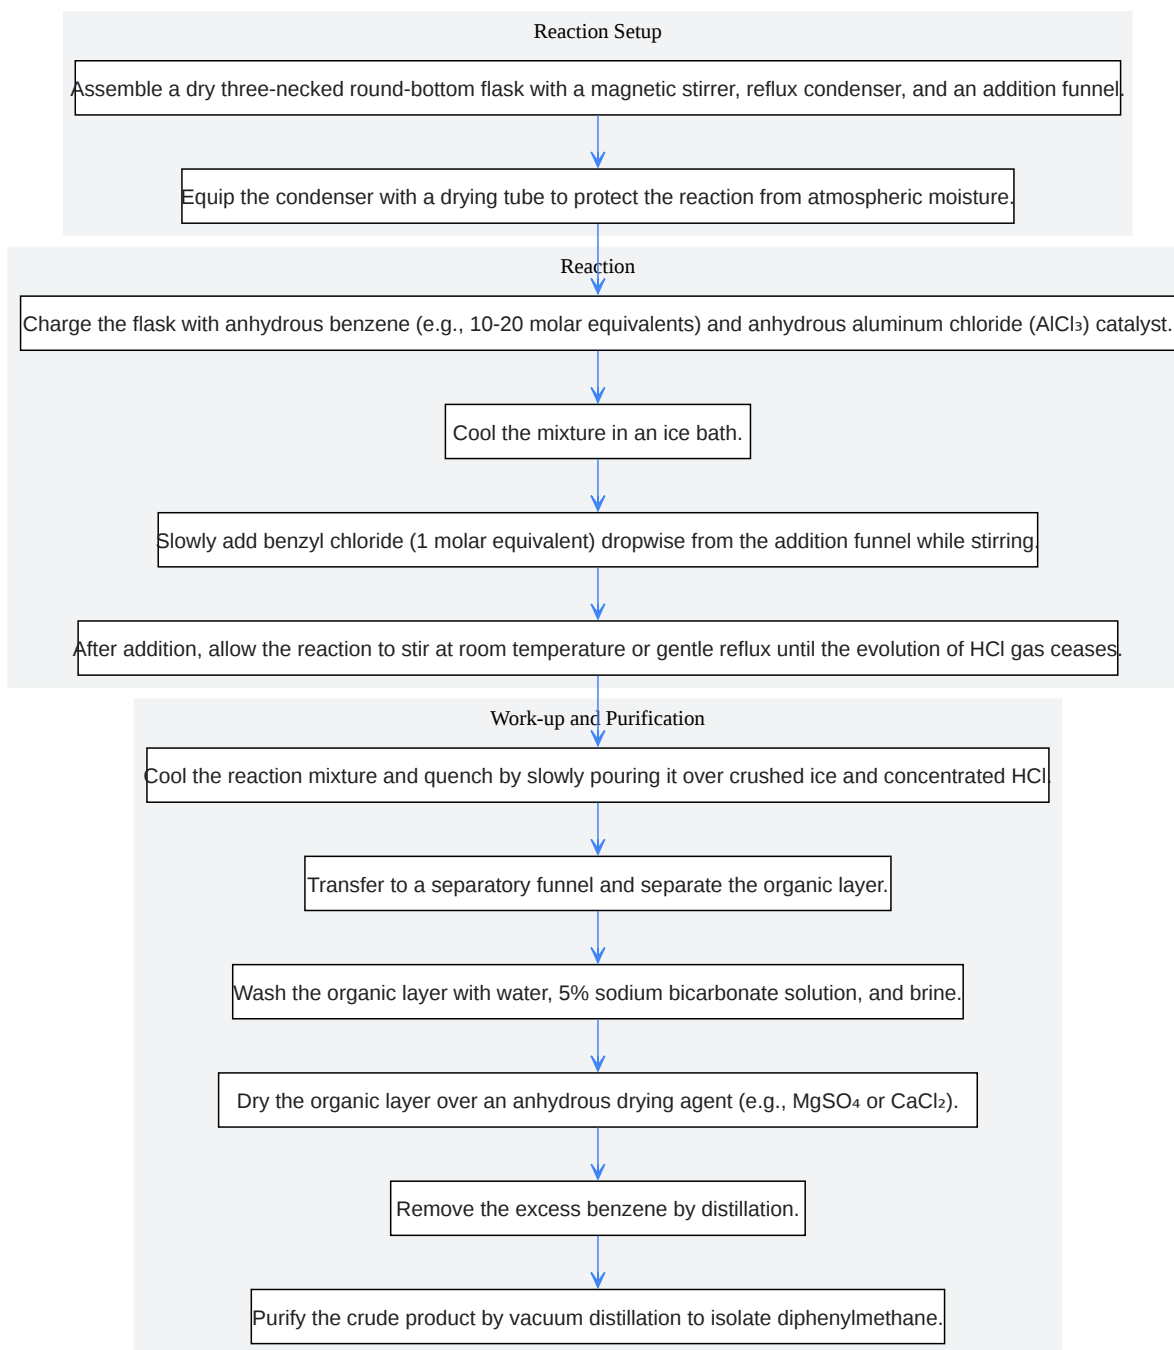 Reaction Setup
Assemble a dry three-necked round-bottom flask with a magnetic stirrer, reflux condenser, and an addition funnel.
Equip the condenser with a drying tube to protect the reaction from atmospheric moisture.
Reaction
Charge the flask with anhydrous benzene (e.g., 10-20 molar equivalents) and anhydrous aluminum chloride (AlCl₃) catalyst.
Cool the mixture in an ice bath.
Slowly add benzyl chloride (1 molar equivalent) dropwise from the addition funnel while stirring.
After addition, allow the reaction to stir at room temperature or gentle reflux until the evolution of HCl gas ceases.
Work-up and Purification
Cool the reaction mixture and quench by slowly pouring it over crushed ice and concentrated HCl.
Transfer to a separatory funnel and separate the organic layer.
Wash the organic layer with water, 5% sodium bicarbonate solution, and brine.
Dry the organic layer over an anhydrous drying agent (e.g., MgSO₄ or CaCl₂).
Remove the excess benzene by distillation.
Purify the crude product by vacuum distillation to isolate diphenylmethane.